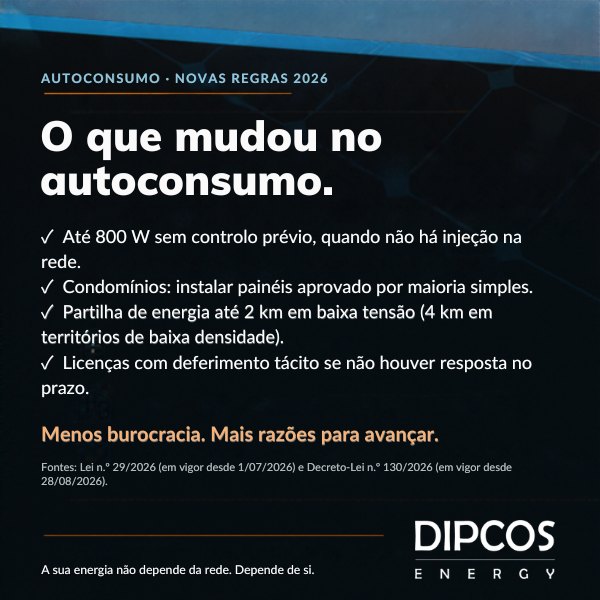 AUTOCONSUMO · NOVAS REGRAS 2026
O que mudou no
autoconsumo.
✓ Até 800 W sem controlo prévio, quando não há injeção na
rede.
✓ Condomínios: instalar painéis aprovado por maioria simples.
✓ Partilha de energia até 2 km em baixa tensão (4 km em
territórios de baixa densidade).
✓ Licenças com deferimento tácito se não houver resposta no
prazo.
Menos burocracia. Mais razões para avançar.
Fontes: Lei n.º 29/2026 (em vigor desde 1/07/2026) e Decreto-Lei n.º 130/2026 (em vigor desde
28/08/2026).
DIPCOS
ENERGY
A sua energia não depende da rede. Depende de si.